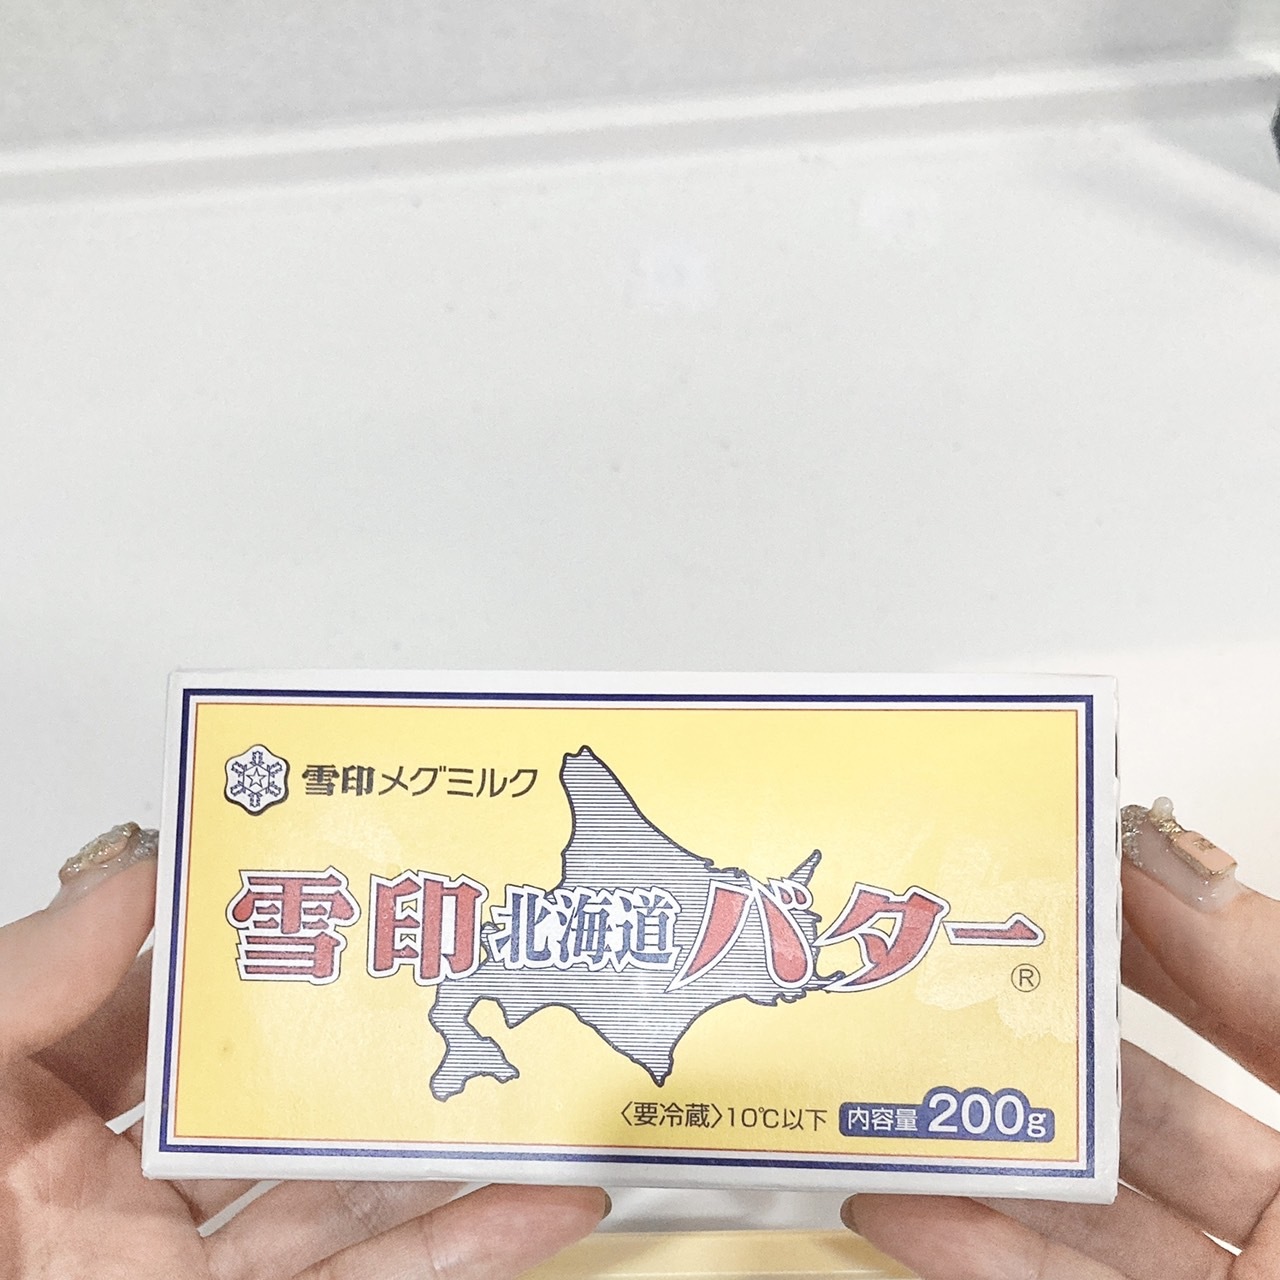 雪印メグミルク
雪印北海道バター
®
〈要冷蔵〉10℃以下 内容量 200g